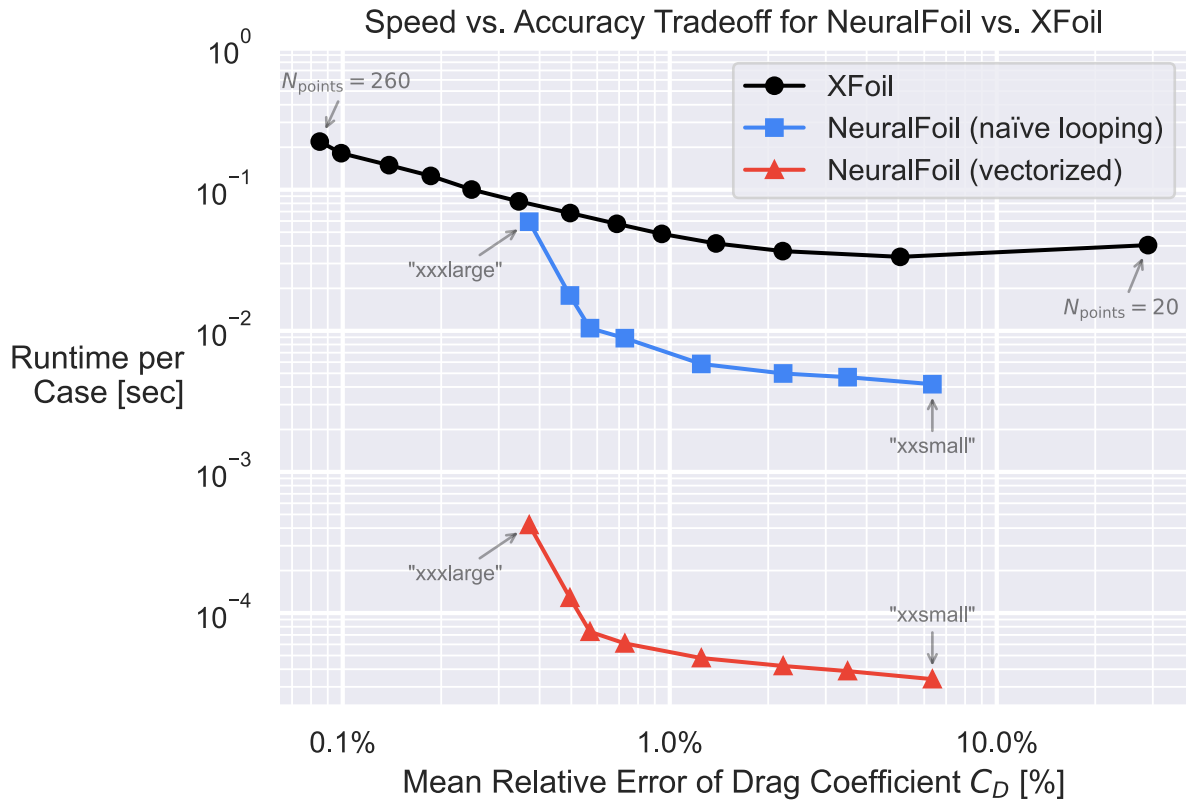 Speed vs. Accuracy Tradeoff for NeuralFoil vs. XFoil
10⁰
N_points = 260
XFoil
NeuralFoil (naïve looping)
NeuralFoil (vectorized)
10⁻¹
"xxxlarge"
N_points = 20
10⁻²
Runtime per
Case [sec]
"xxsmall"
10⁻³
"xxxlarge"
10⁻⁴
"xxsmall"
0.1%
1.0%
10.0%
Mean Relative Error of Drag Coefficient C_D [%]